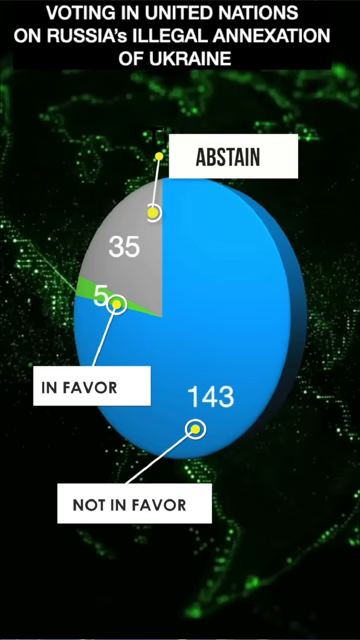 VOTING IN UNITED NATIONS
ON RUSSIA's ILLEGAL ANNEXATION
OF UKRAINE
ABSTAIN
35
5
IN FAVOR
143
NOT IN FAVOR